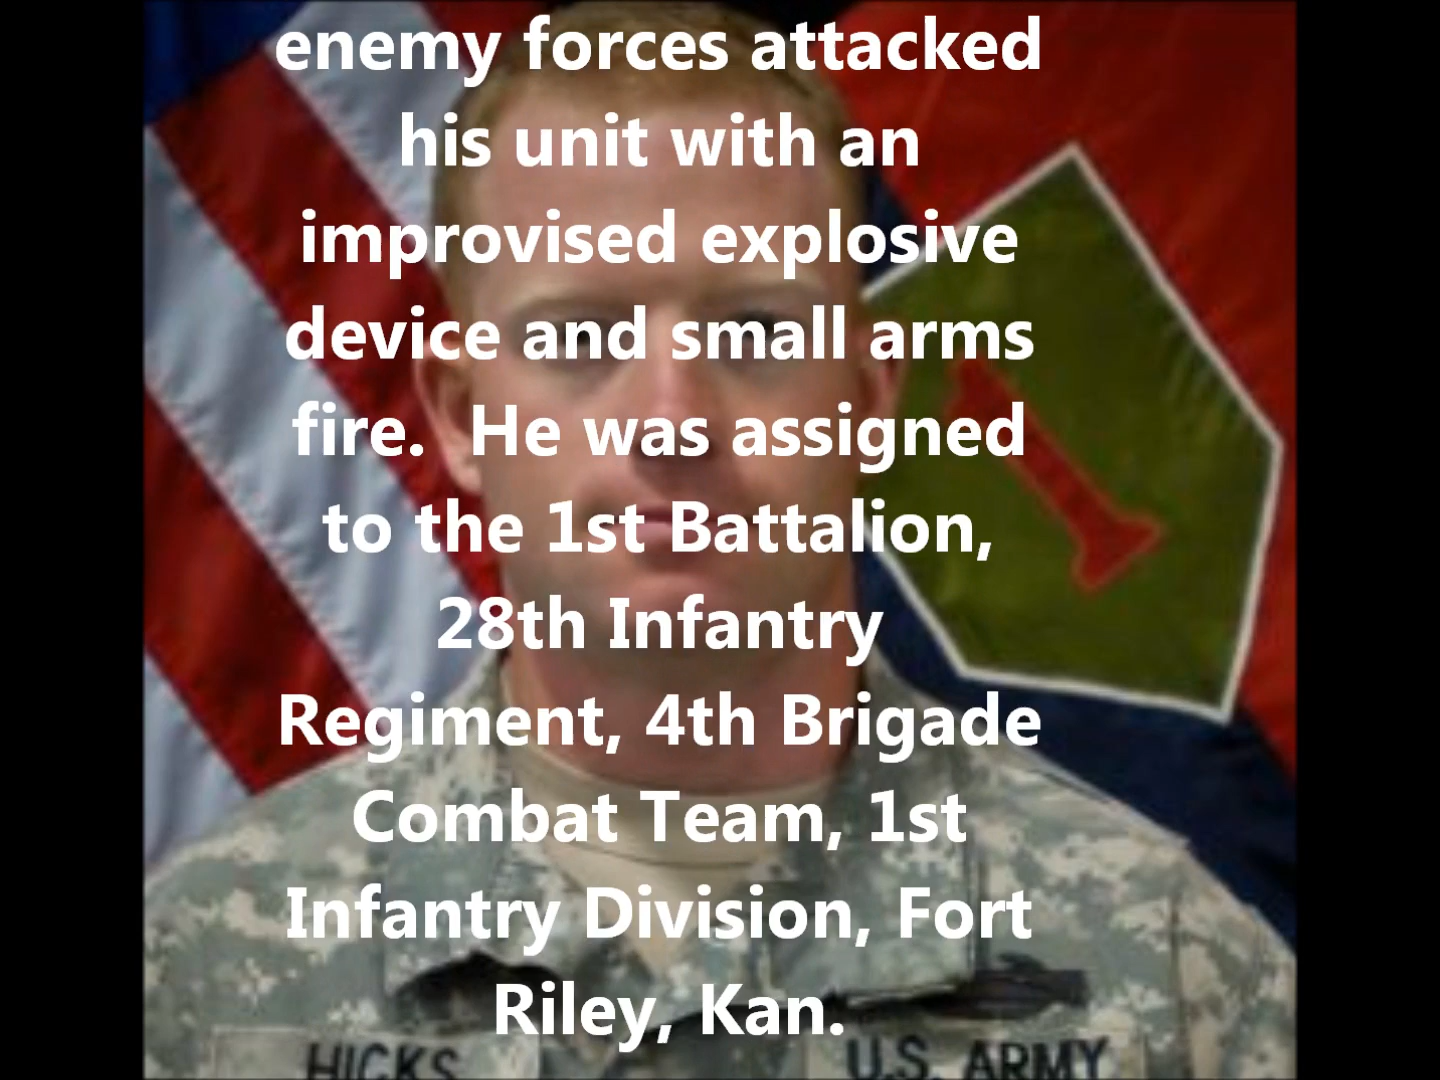 enemy forces attacked
his unit with an
improvised explosive
device and small arms
fire.  He was assigned
to the 1st Battalion,
28th Infantry
Regiment, 4th Brigade
Combat Team, 1st
Infantry Division, Fort
Riley, Kan.
HICKS
U.S. ARMY